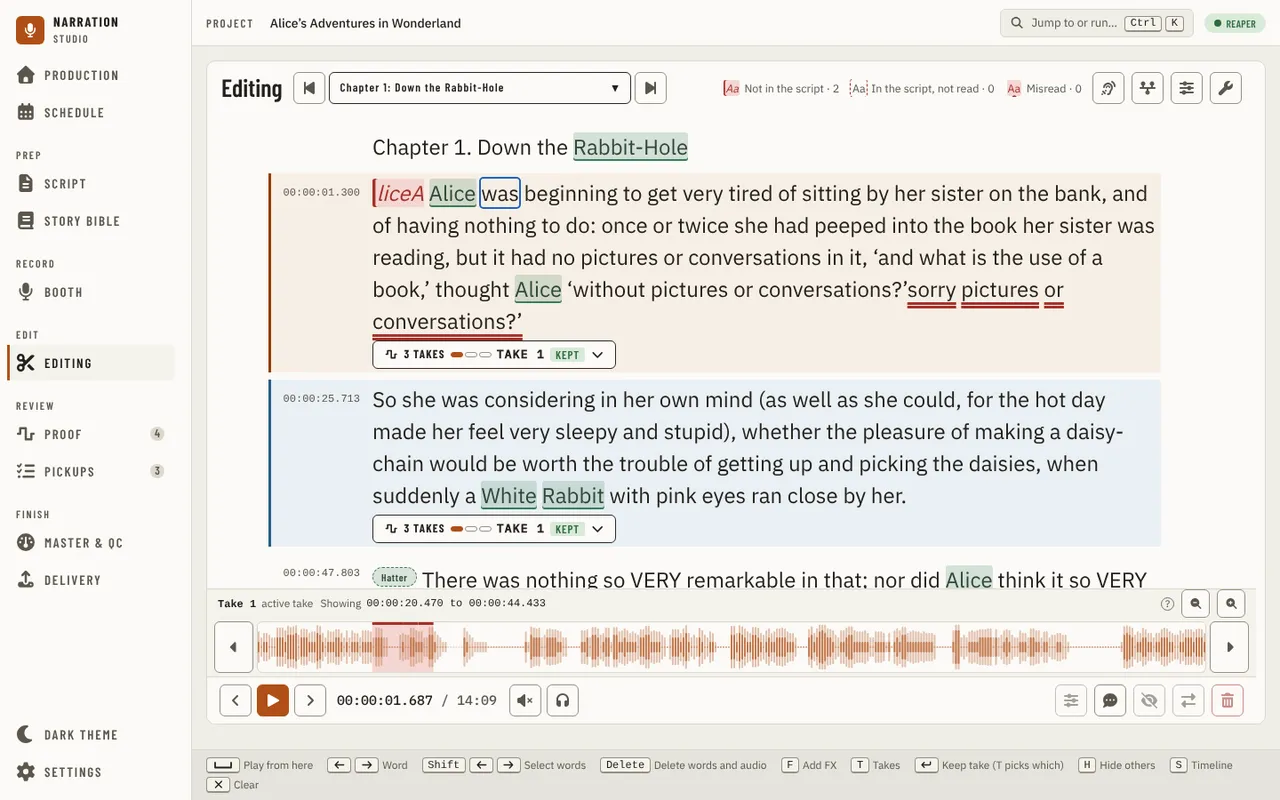 NARRATION
STUDIO
PRODUCTION
SCHEDULE
PREP
SCRIPT
STORY BIBLE
RECORD
BOOTH
EDIT
EDITING
REVIEW
PROOF 4
PICKUPS 3
FINISH
MASTER & QC
DELIVERY
DARK THEME
SETTINGS
PROJECT Alice's Adventures in Wonderland
Jump to or run... Ctrl K
REAPER
Editing
Chapter 1: Down the Rabbit-Hole
Aa Not in the script · 2 Aa In the script, not read · 0 Aa Misread · 0
Chapter 1. Down the Rabbit-Hole
00:00:01.300 liceA Alice was beginning to get very tired of sitting by her sister on the bank, and
of having nothing to do: once or twice she had peeped into the book her sister was
reading, but it had no pictures or conversations in it, ‘and what is the use of a
book,’ thought Alice ‘without pictures or conversations?’sorry pictures or
conversations?’
3 TAKES TAKE 1 KEPT
00:00:25.713 So she was considering in her own mind (as well as she could, for the hot day
made her feel very sleepy and stupid), whether the pleasure of making a daisy-
chain would be worth the trouble of getting up and picking the daisies, when
suddenly a White Rabbit with pink eyes ran close by her.
3 TAKES TAKE 1 KEPT
00:00:47.803 Hatter There was nothing so VERY remarkable in that; nor did Alice think it so VERY
Take 1 active take Showing 00:00:20.470 to 00:00:44.433 ?
00:00:01.687 / 14:09
Play from here ← → Word Shift ← → Select words Delete Delete words and audio F Add FX T Takes ↵ Keep take (T picks which) H Hide others S Timeline
X Clear